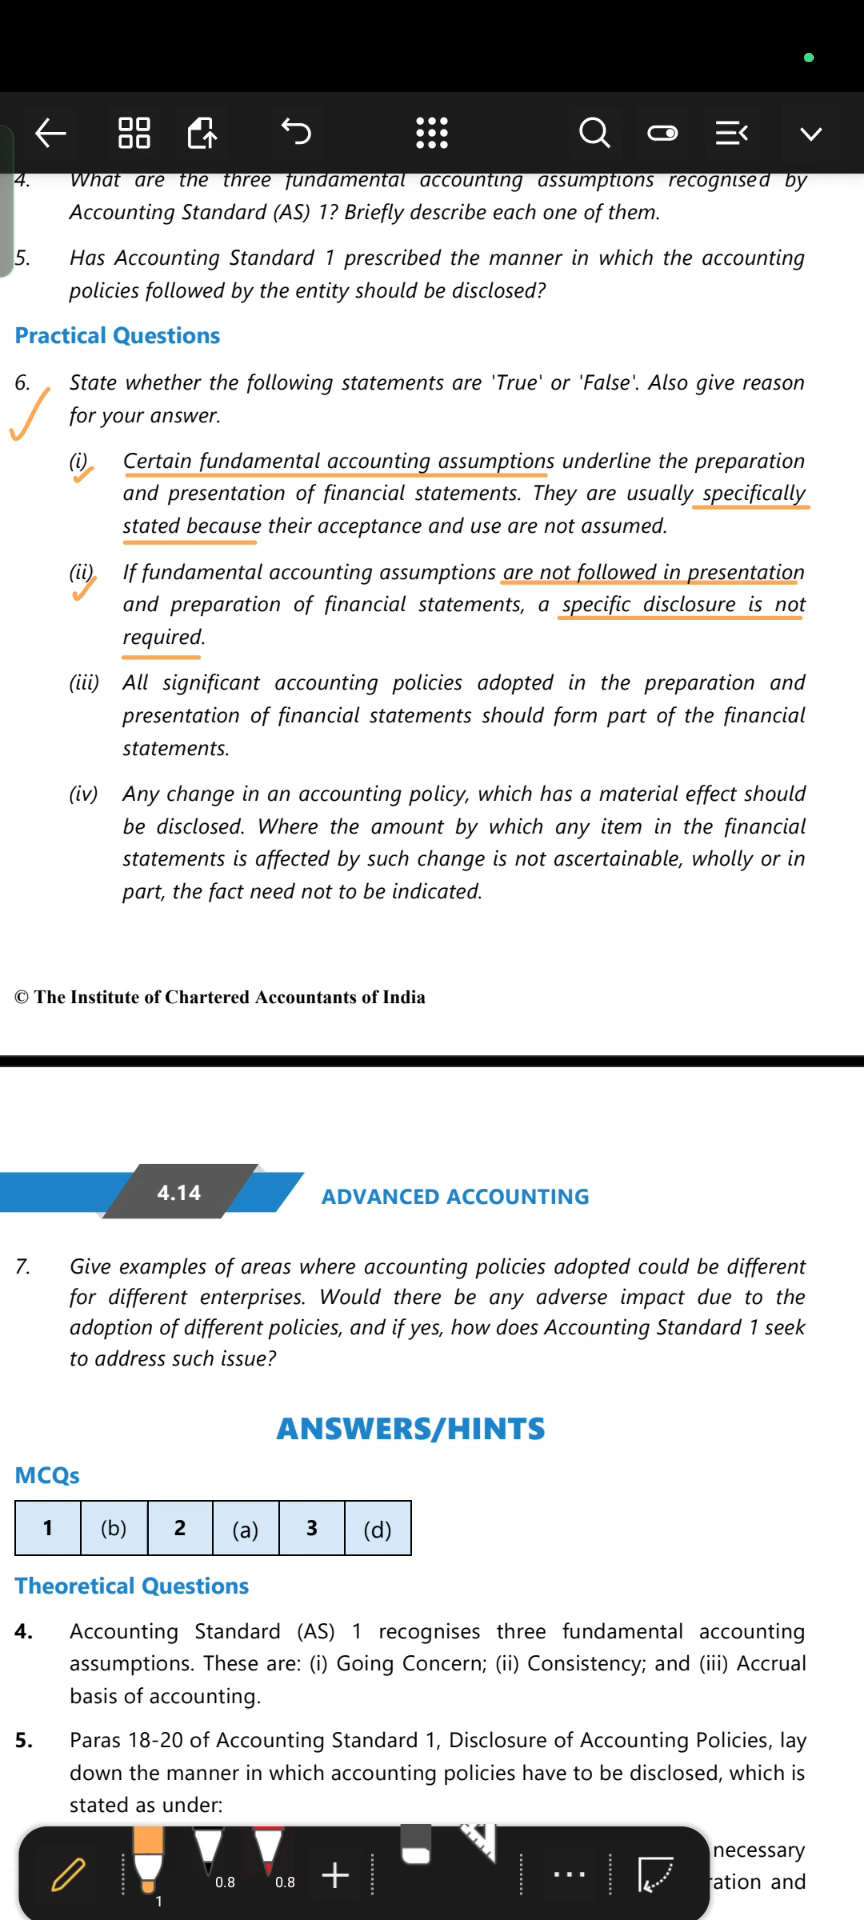 4. What are the three fundamental accounting assumptions recognised by
Accounting Standard (AS) 1? Briefly describe each one of them.
5. Has Accounting Standard 1 prescribed the manner in which the accounting
policies followed by the entity should be disclosed?
Practical Questions
6. State whether the following statements are 'True' or 'False'. Also give reason
for your answer.
(i) Certain fundamental accounting assumptions underline the preparation
and presentation of financial statements. They are usually specifically
stated because their acceptance and use are not assumed.
(ii) If fundamental accounting assumptions are not followed in presentation
and preparation of financial statements, a specific disclosure is not
required.
(iii) All significant accounting policies adopted in the preparation and
presentation of financial statements should form part of the financial
statements.
(iv) Any change in an accounting policy, which has a material effect should
be disclosed. Where the amount by which any item in the financial
statements is affected by such change is not ascertainable, wholly or in
part, the fact need not to be indicated.
© The Institute of Chartered Accountants of India
4.14 ADVANCED ACCOUNTING
7. Give examples of areas where accounting policies adopted could be different
for different enterprises. Would there be any adverse impact due to the
adoption of different policies, and if yes, how does Accounting Standard 1 seek
to address such issue?
ANSWERS/HINTS
MCQs
1 (b) 2 (a) 3 (d)
Theoretical Questions
4. Accounting Standard (AS) 1 recognises three fundamental accounting
assumptions. These are: (i) Going Concern; (ii) Consistency; and (iii) Accrual
basis of accounting.
5. Paras 18-20 of Accounting Standard 1, Disclosure of Accounting Policies, lay
down the manner in which accounting policies have to be disclosed, which is
stated as under:
necessary
ation and
0.8 0.8
1